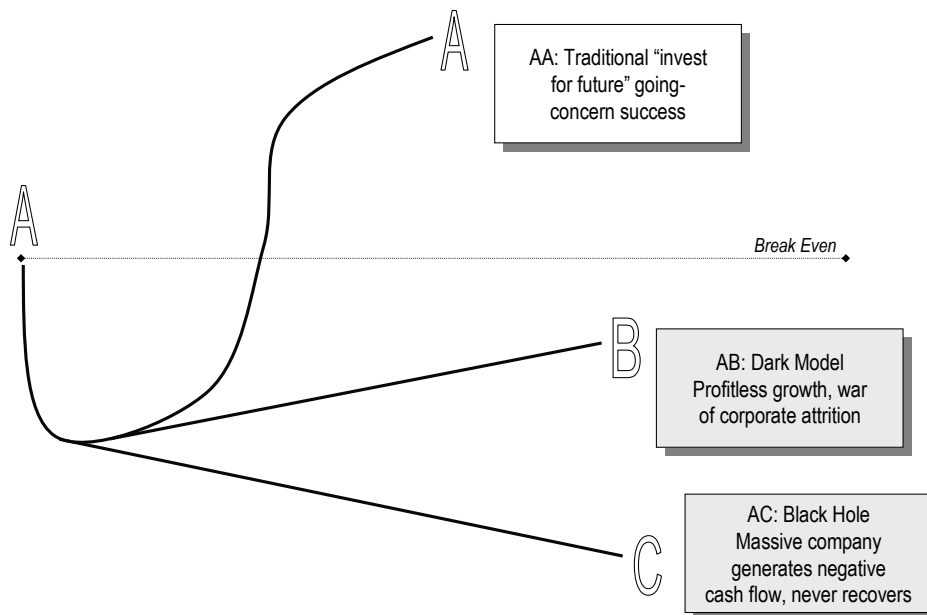 A
AA: Traditional “invest
for future” going-
concern success
A
Break Even
B
AB: Dark Model
Profitless growth, war
of corporate attrition
C
AC: Black Hole
Massive company
generates negative
cash flow, never recovers